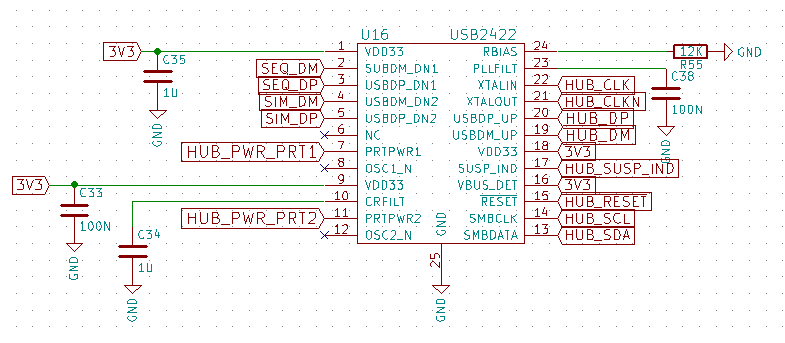 U16 USB2422
3V3 C35 1 VDD33 RBIAS 24 12K GND
1U SEQ_DM 2 SUBDM_DN1 PLLFILT 23 R55
GND SEQ_DP 3 USBDP_DN1 XTALIN 22 HUB_CLK C38
SIM_DM 4 USBDM_DN2 XTALOUT 21 HUB_CLKN 100N
SIM_DP 5 USBDP_DN2 USBDP_UP 20 HUB_DP
6 NC USBDM_UP 19 HUB_DM
HUB_PWR_PRT1 7 PRTPWR1 VDD33 18 3V3 GND
8 OSC1_N SUSP_IND 17 HUB_SUSP_IND
3V3 C33 9 VDD33 VBUS_DET 16 3V3
10 CRFILT RESET 15 HUB_RESET
100N HUB_PWR_PRT2 11 PRTPWR2 SMBCLK 14 HUB_SCL
C34 12 OSC2_N SMBDATA 13 HUB_SDA
GND 1U GND 25
GND GND